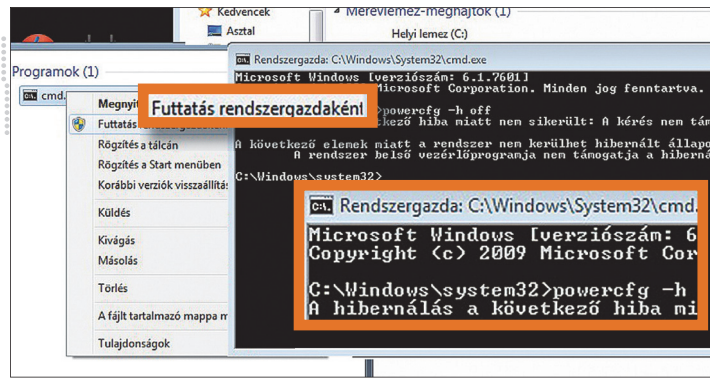 Kedvencek
Asztal
Merevlemez-meghajtók (1)
Helyi lemez (C:)
Programok (1)
cmd.
Megnyit
Futtatás rendszergazdaként
Futtatás
Rögzítés a tálcán
Rögzítés a Start menüben
Korábbi verziók visszaállítás
Küldés
Kivágás
Másolás
Törlés
A fájlt tartalmazó mappa m
Tulajdonságok
Rendszergazda: C:\Windows\System32\cmd.exe
Microsoft Windows [verziószám: 6.1.7601]
Microsoft Corporation. Minden jog fenntartva.
>powercfg -h off
kező hiba miatt nem sikerült: A kérés nem tám
A következő elemek miatt a rendszer nem kerülhet hibernált állapo
A rendszer belső vezérlőprogramja nem támogatja a hiberná
C:\Windows\system32>
Rendszergazda: C:\Windows\System32\cmd.
Microsoft Windows [verziószám: 6
Copyright (c) 2009 Microsoft Cor
C:\Windows\system32>powercfg -h
A hibernálás a következő hiba mi